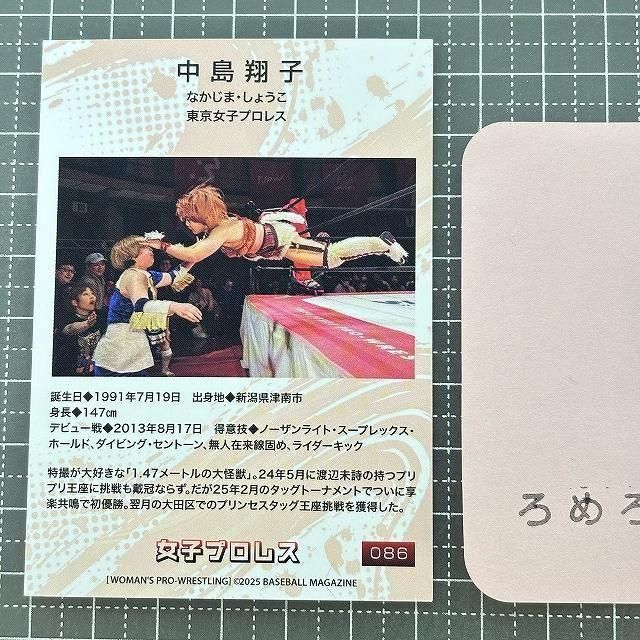 中島翔子
なかじま・しょうこ
東京女子プロレス
誕生日◆1991年7月19日　出身地◆新潟県津南市
身長◆147㎝
デビュー戦◆2013年8月17日　得意技◆ノーザンライト・スープレックス・
ホールド、ダイビング・セントーン、無人在来線固め、ライダーキック
特撮が大好きな「1.47メートルの大怪獣」。24年5月に渡辺未詩の持つプリ
プリ王座に挑戦も戴冠ならず。だが25年2月のタッグトーナメントでついに享
楽共鳴で初優勝。翌月の大田区でのプリンセスタッグ王座挑戦を獲得した。
女子プロレス
086
[WOMAN'S PRO-WRESTLING] ©2025 BASEBALL MAGAZINE
ろめろ